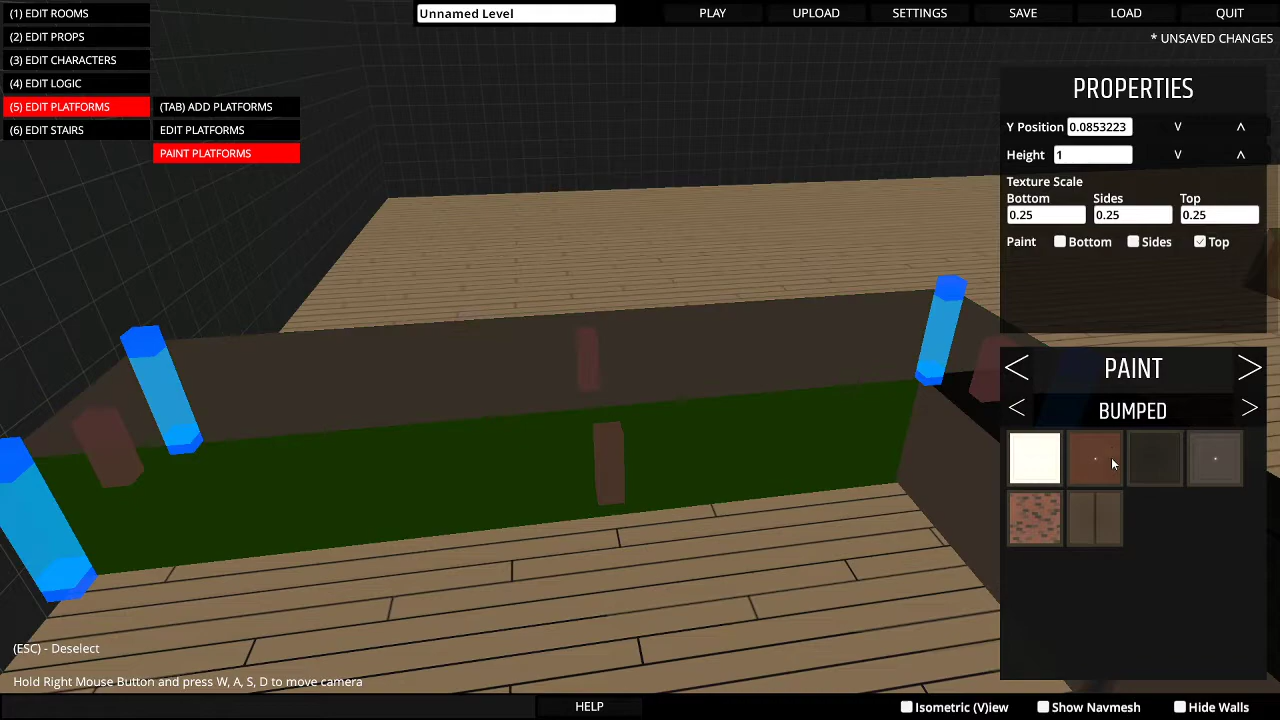 (1) EDIT ROOMS
(2) EDIT PROPS
(3) EDIT CHARACTERS
(4) EDIT LOGIC
(5) EDIT PLATFORMS
(6) EDIT STAIRS
(TAB) ADD PLATFORMS
EDIT PLATFORMS
PAINT PLATFORMS
Unnamed Level
PLAY
UPLOAD
SETTINGS
SAVE
LOAD
QUIT
* UNSAVED CHANGES
PROPERTIES
Y Position 0.0853223 V ^
Height 1 V ^
Texture Scale
Bottom Sides Top
0.25 0.25 0.25
Paint Bottom Sides Top
< PAINT >
< BUMPED >
(ESC) - Deselect
Hold Right Mouse Button and press W, A, S, D to move camera
HELP
Isometric (V)iew
Show Navmesh
Hide Walls